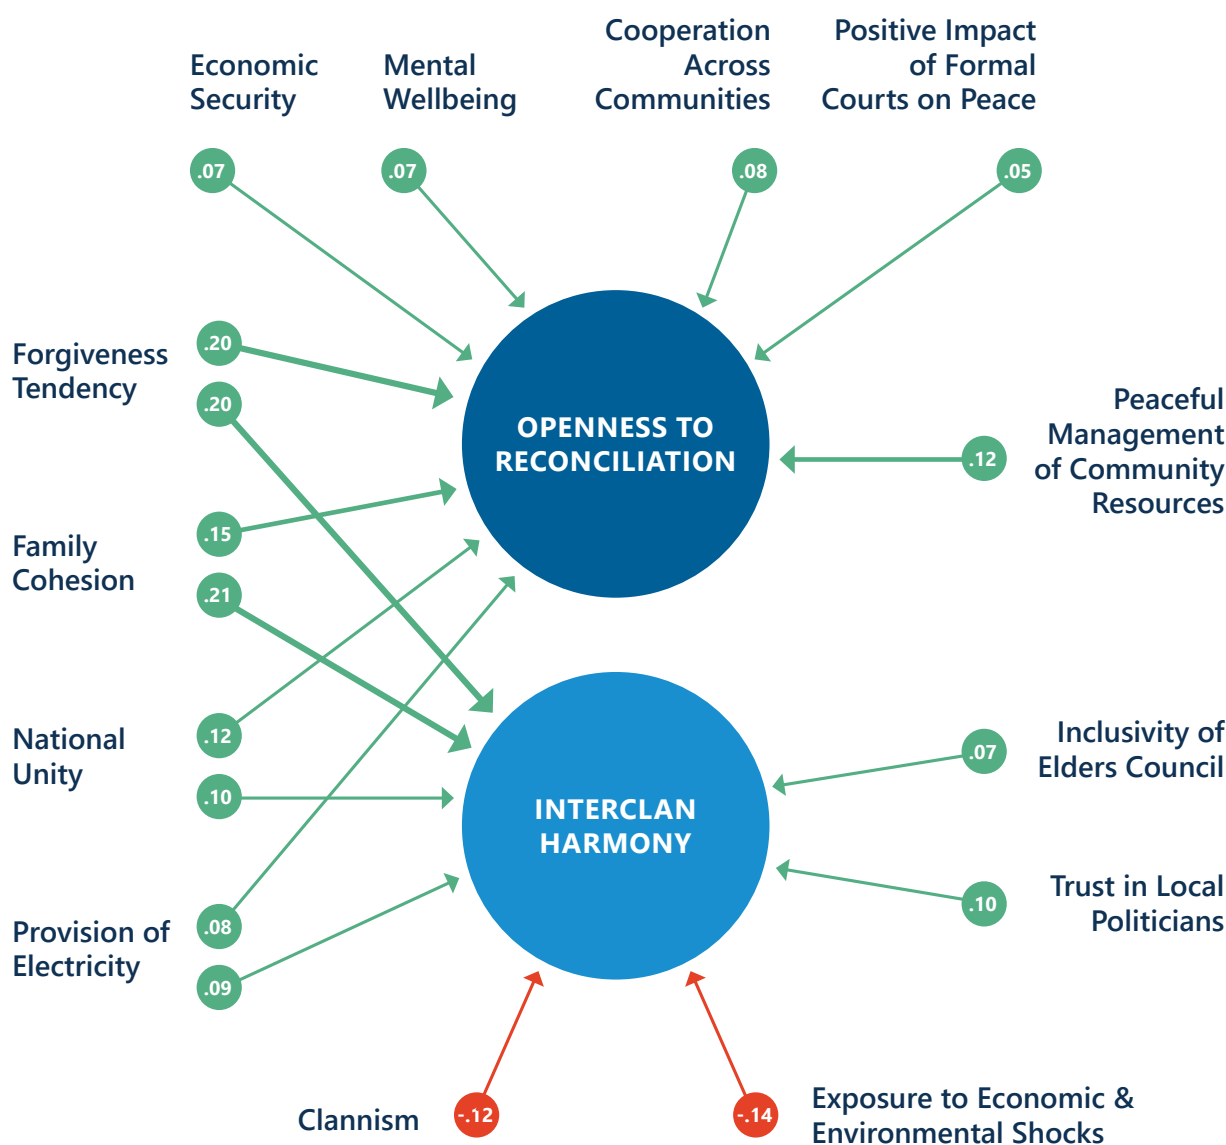 Economic
Security
Mental
Wellbeing
Cooperation
Across
Communities
Positive Impact
of Formal
Courts on Peace
.07
.07
.08
.05
Forgiveness
Tendency
.20
.20
OPENNESS TO
RECONCILIATION
Peaceful
Management
of Community
Resources
.12
Family
Cohesion
.15
.21
National
Unity
.12
.10
INTERCLAN
HARMONY
Inclusivity of
Elders Council
.07
Trust in Local
Politicians
.10
Provision of
Electricity
.08
.09
Clannism
-.12
-.14
Exposure to Economic &
Environmental Shocks